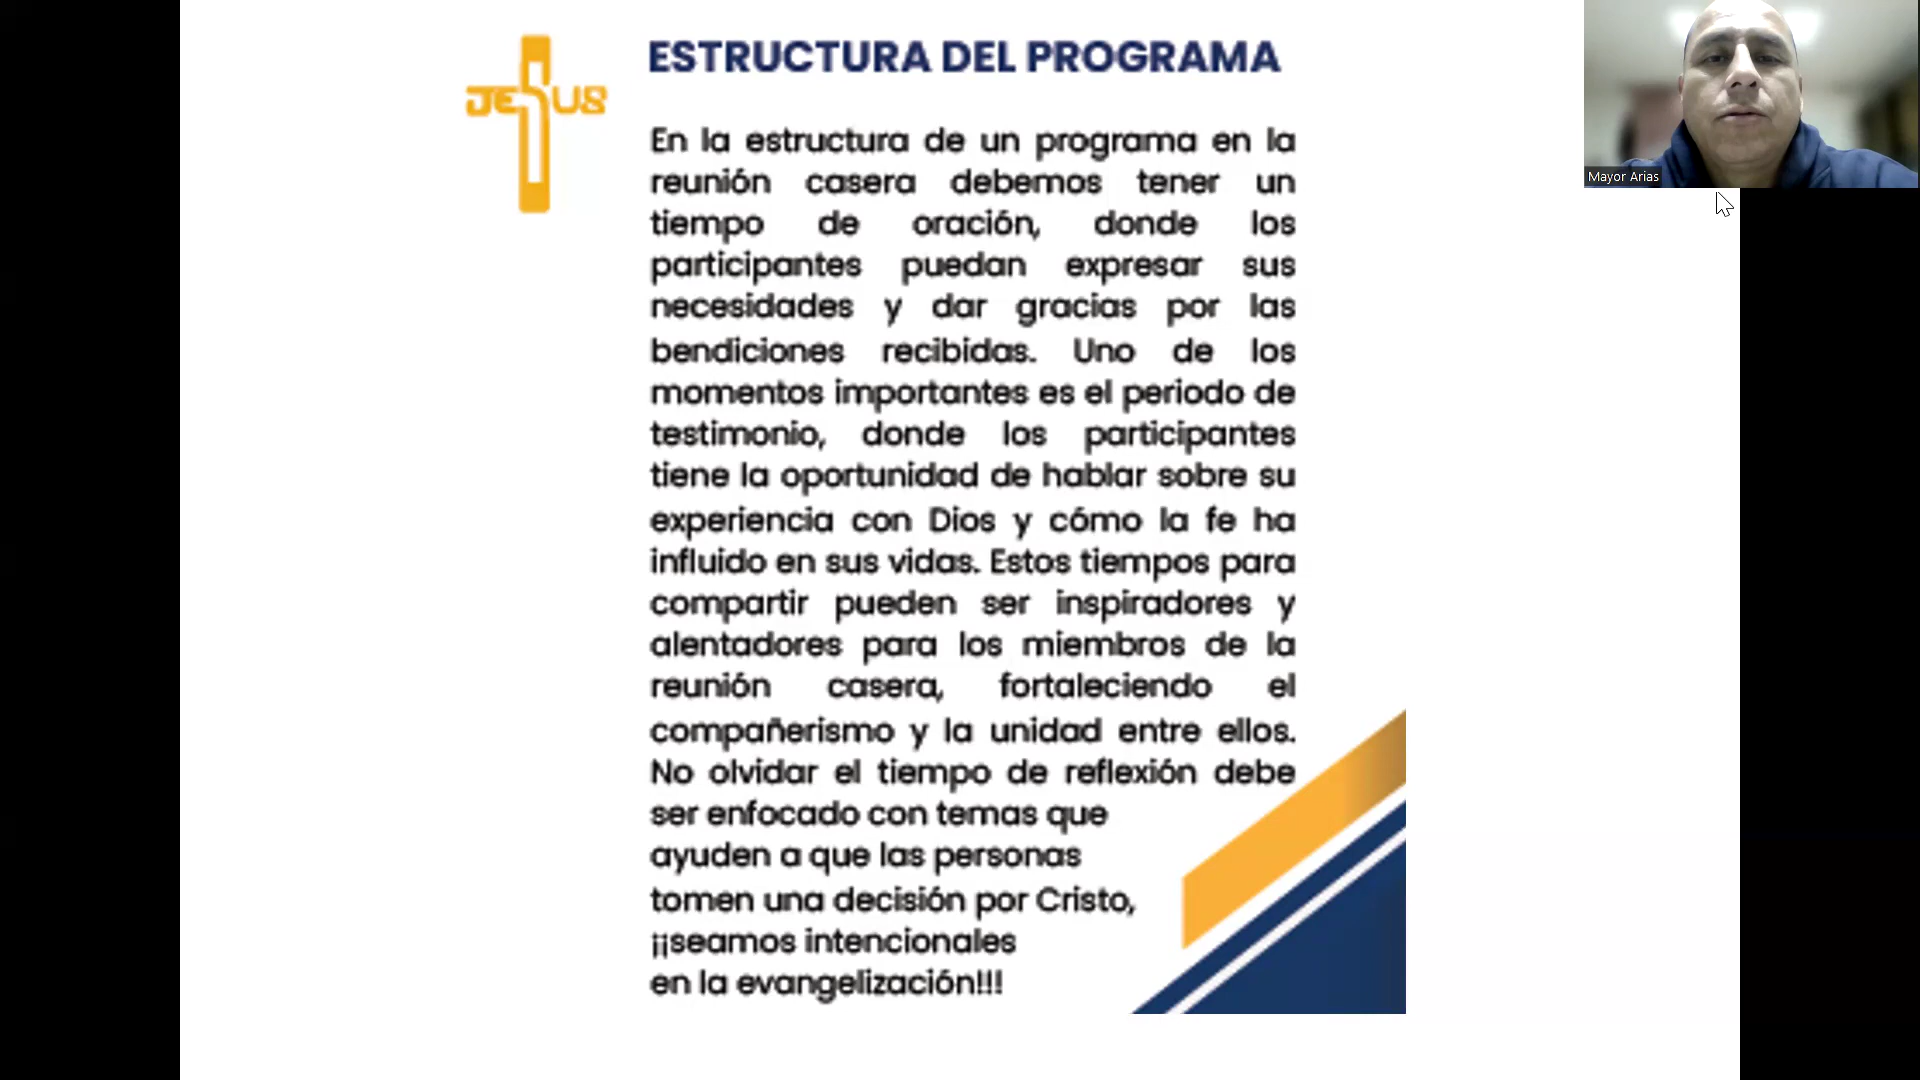 JESUS
ESTRUCTURA DEL PROGRAMA
En la estructura de un programa en la
reunión casera debemos tener un
tiempo de oración, donde los
participantes puedan expresar sus
necesidades y dar gracias por las
bendiciones recibidas. Uno de los
momentos importantes es el periodo de
testimonio, donde los participantes
tiene la oportunidad de hablar sobre su
experiencia con Dios y cómo la fe ha
influido en sus vidas. Estos tiempos para
compartir pueden ser inspiradores y
alentadores para los miembros de la
reunión casera, fortaleciendo el
compañerismo y la unidad entre ellos.
No olvidar el tiempo de reflexión debe
ser enfocado con temas que
ayuden a que las personas
tomen una decisión por Cristo,
¡¡seamos intencionales
en la evangelización!!!
Mayor Arias